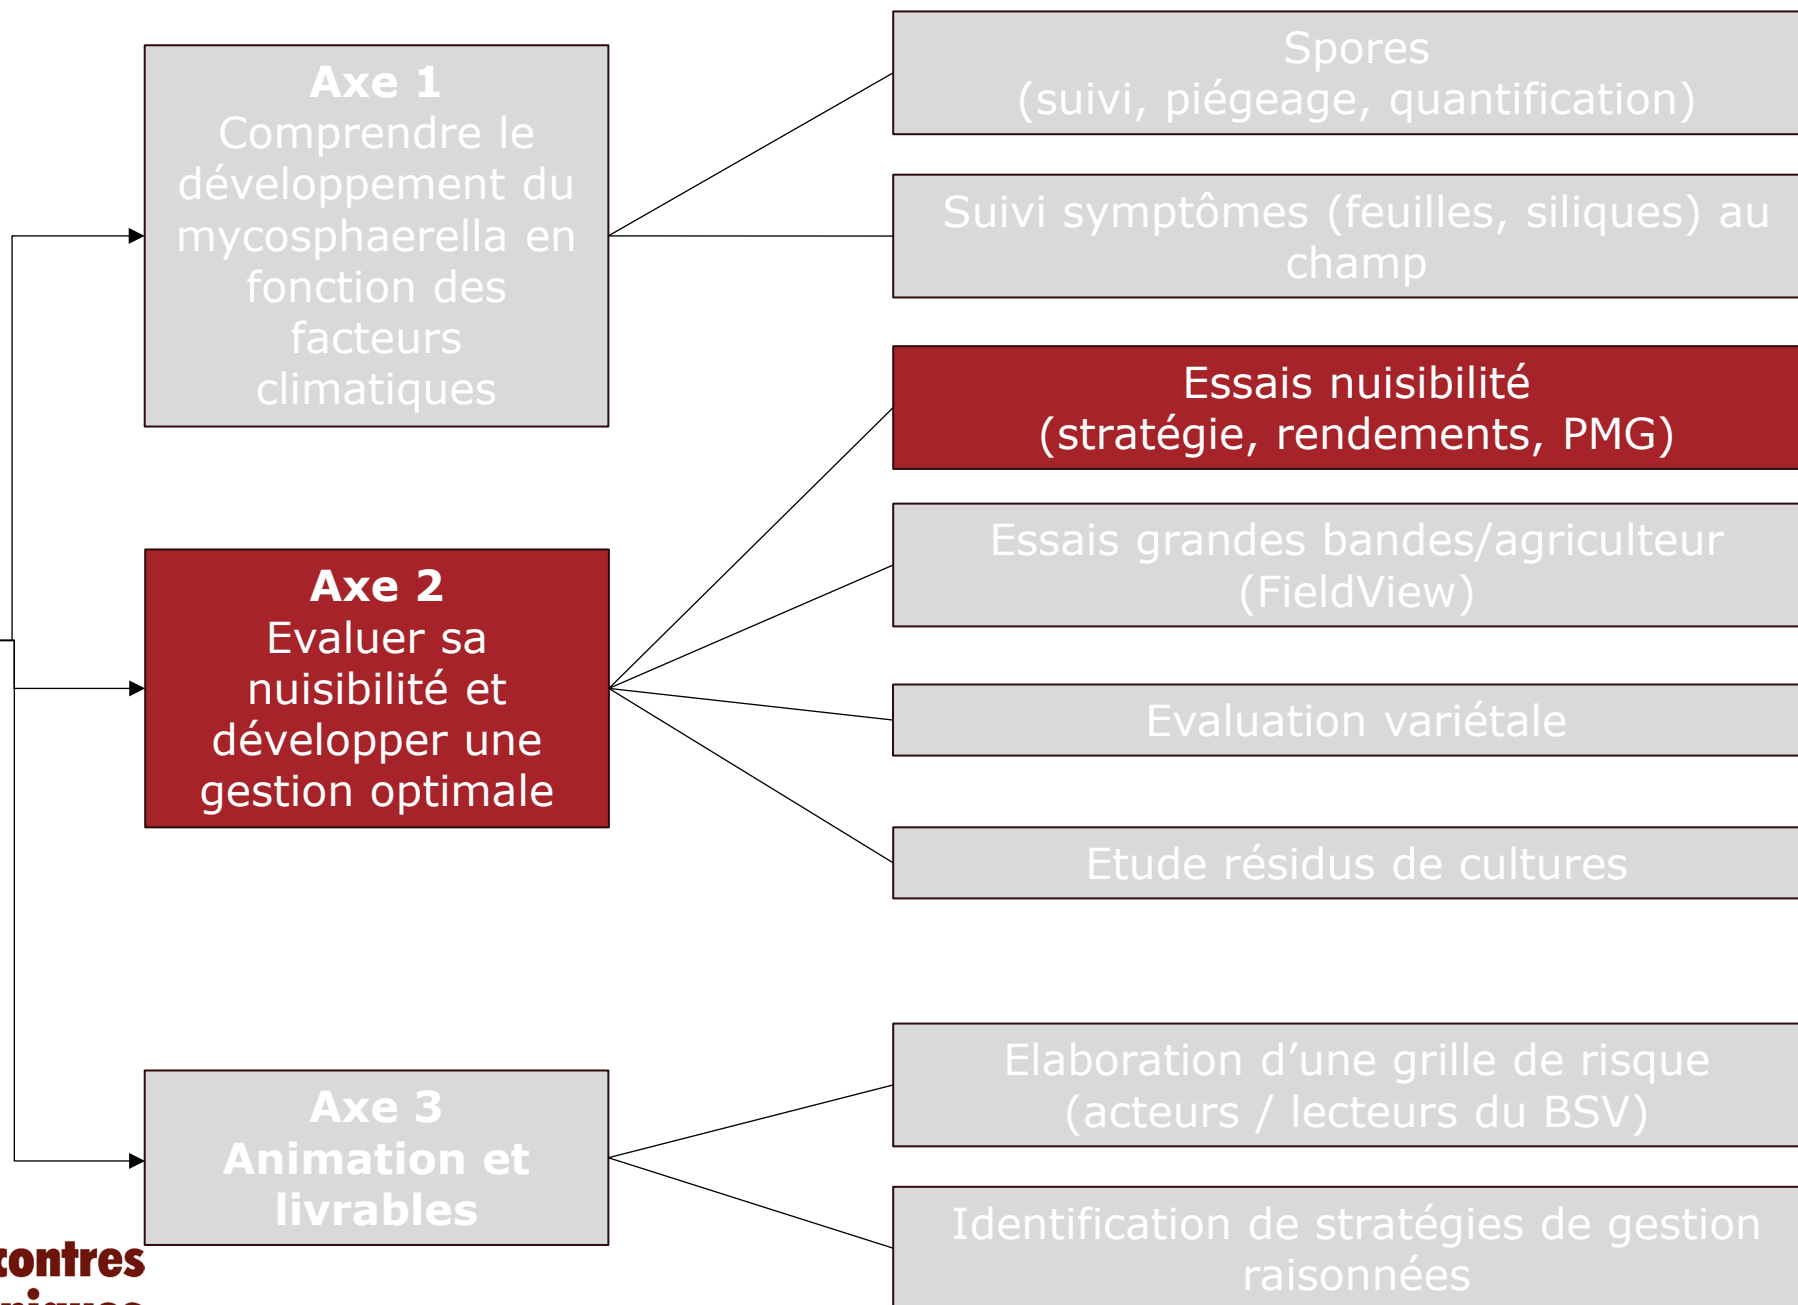 Axe 1
Comprendre le
développement du
mycosphaerella en
fonction des
facteurs
climatiques
Spores
(suivi, piégeage, quantification)
Suivi symptômes (feuilles, siliques) au
champ
Axe 2
Evaluer sa
nuisibilité et
développer une
gestion optimale
Essais nuisibilité
(stratégie, rendements, PMG)
Essais grandes bandes/agriculteur
(FieldView)
Evaluation variétale
Etude résidus de cultures
Axe 3
Animation et
livrables
Elaboration d’une grille de risque
(acteurs / lecteurs du BSV)
Identification de stratégies de gestion
raisonnées
contres